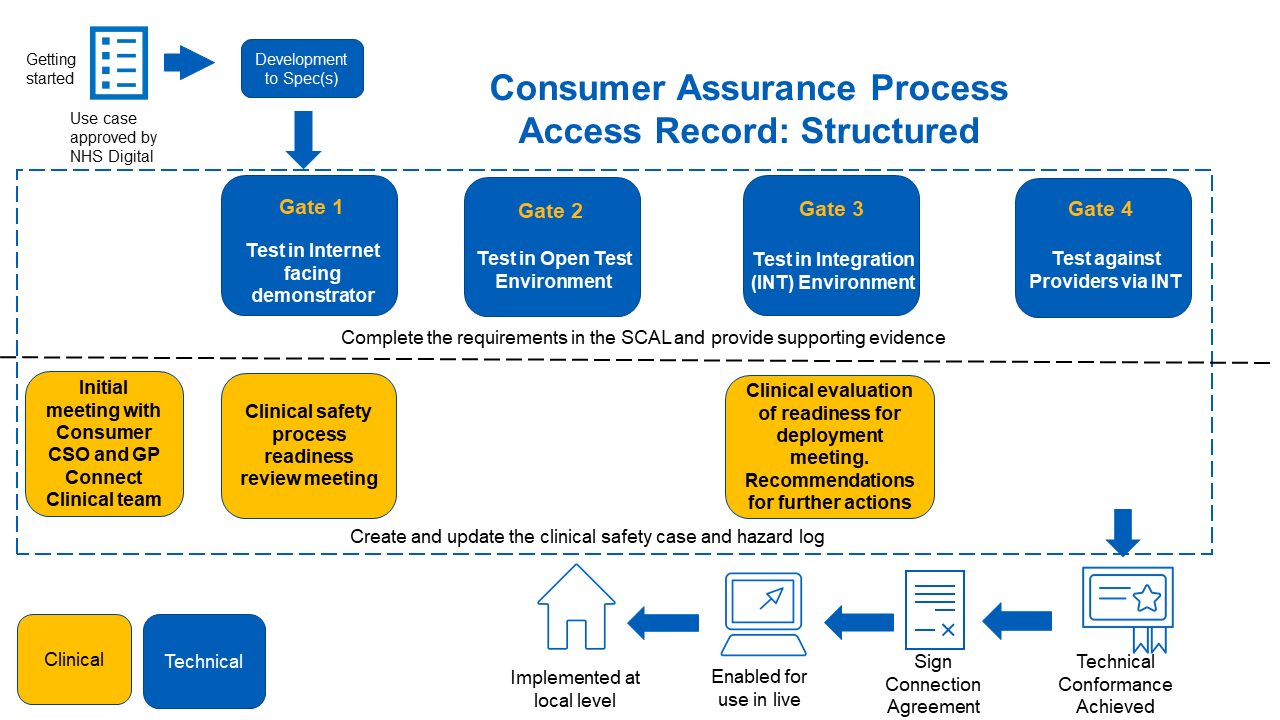 Getting
started
Use case
approved by
NHS Digital
Development
to Spec(s)
Consumer Assurance Process
Access Record: Structured
Gate 1
Test in Internet
facing
demonstrator
Gate 2
Test in Open Test
Environment
Gate 3
Test in Integration
(INT) Environment
Gate 4
Test against
Providers via INT
Complete the requirements in the SCAL and provide supporting evidence
Initial
meeting with
Consumer
CSO and GP
Connect
Clinical team
Clinical safety
process
readiness
review meeting
Clinical evaluation
of readiness for
deployment
meeting.
Recommendations
for further actions
Create and update the clinical safety case and hazard log
Clinical
Technical
Implemented at
local level
Enabled for
use in live
Sign
Connection
Agreement
Technical
Conformance
Achieved